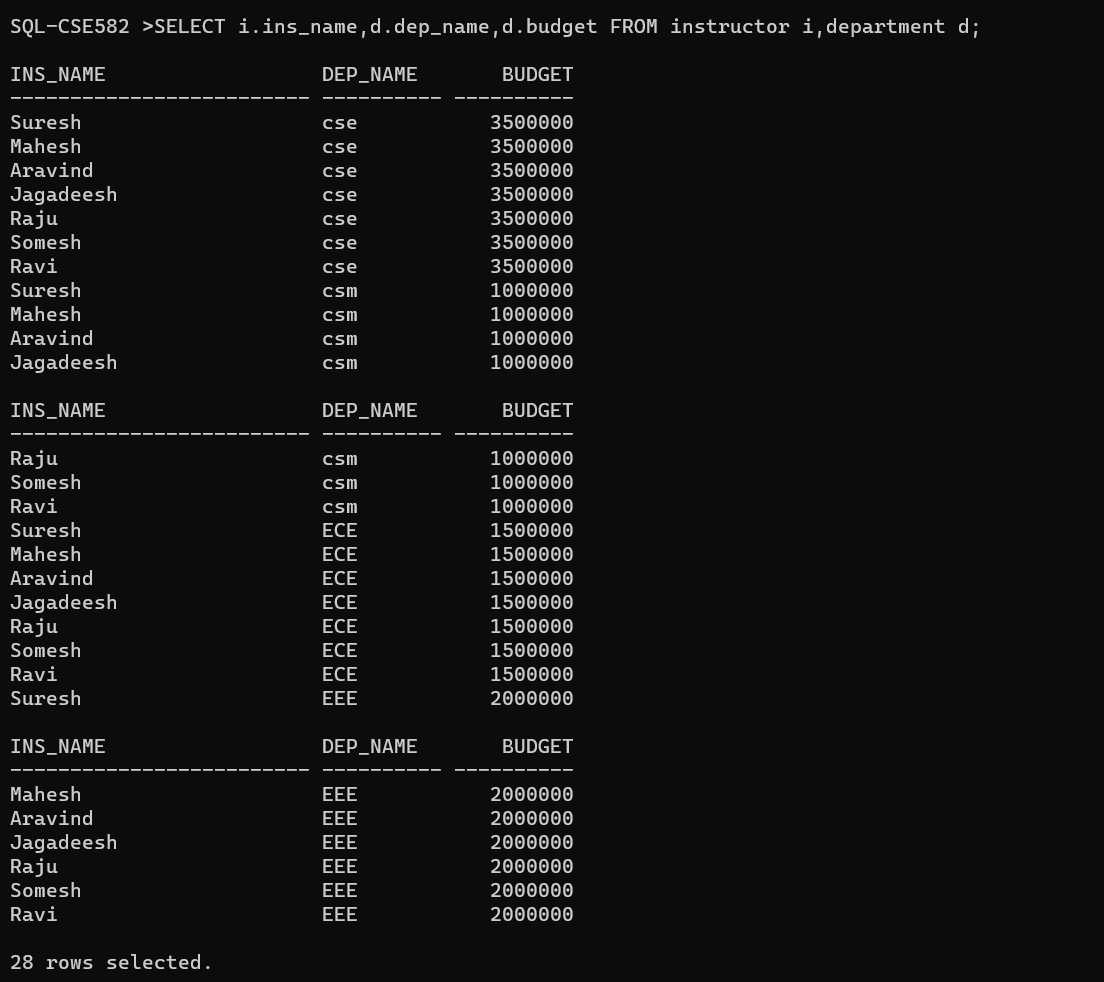 SQL-CSE582 >SELECT i.ins_name,d.dep_name,d.budget FROM instructor i,department d;
INS_NAME                  DEP_NAME       BUDGET
------------------------- ---------- ----------
Suresh                    cse           3500000
Mahesh                    cse           3500000
Aravind                   cse           3500000
Jagadeesh                 cse           3500000
Raju                      cse           3500000
Somesh                    cse           3500000
Ravi                      cse           3500000
Suresh                    csm           1000000
Mahesh                    csm           1000000
Aravind                   csm           1000000
Jagadeesh                 csm           1000000
INS_NAME                  DEP_NAME       BUDGET
------------------------- ---------- ----------
Raju                      csm           1000000
Somesh                    csm           1000000
Ravi                      csm           1000000
Suresh                    ECE           1500000
Mahesh                    ECE           1500000
Aravind                   ECE           1500000
Jagadeesh                 ECE           1500000
Raju                      ECE           1500000
Somesh                    ECE           1500000
Ravi                      ECE           1500000
Suresh                    EEE           2000000
INS_NAME                  DEP_NAME       BUDGET
------------------------- ---------- ----------
Mahesh                    EEE           2000000
Aravind                   EEE           2000000
Jagadeesh                 EEE           2000000
Raju                      EEE           2000000
Somesh                    EEE           2000000
Ravi                      EEE           2000000
28 rows selected.